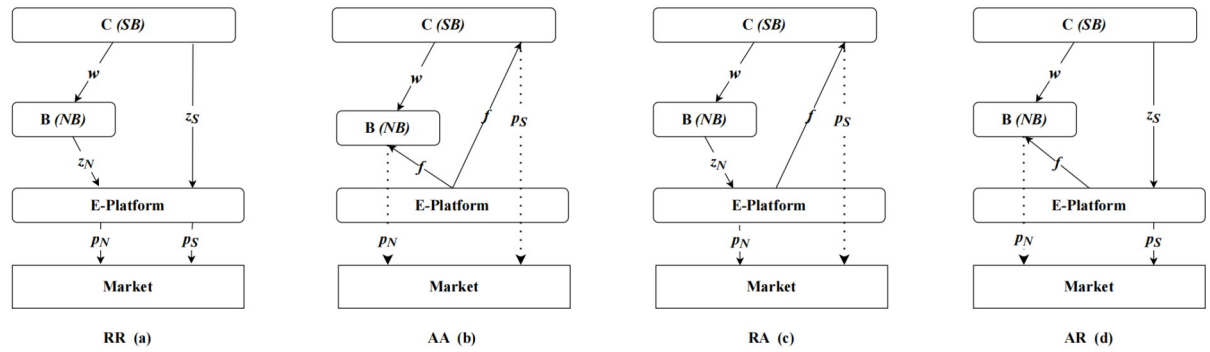 C (SB)
w
B (NB)
z_S
z_N
E-Platform
p_N p_S
Market
RR (a)
C (SB)
w
B (NB)
f
p_S
f
E-Platform
p_N
Market
AA (b)
C (SB)
w
B (NB)
f
p_S
z_N
E-Platform
p_N
Market
RA (c)
C (SB)
w
B (NB)
z_S
f
E-Platform
p_N p_S
Market
AR (d)